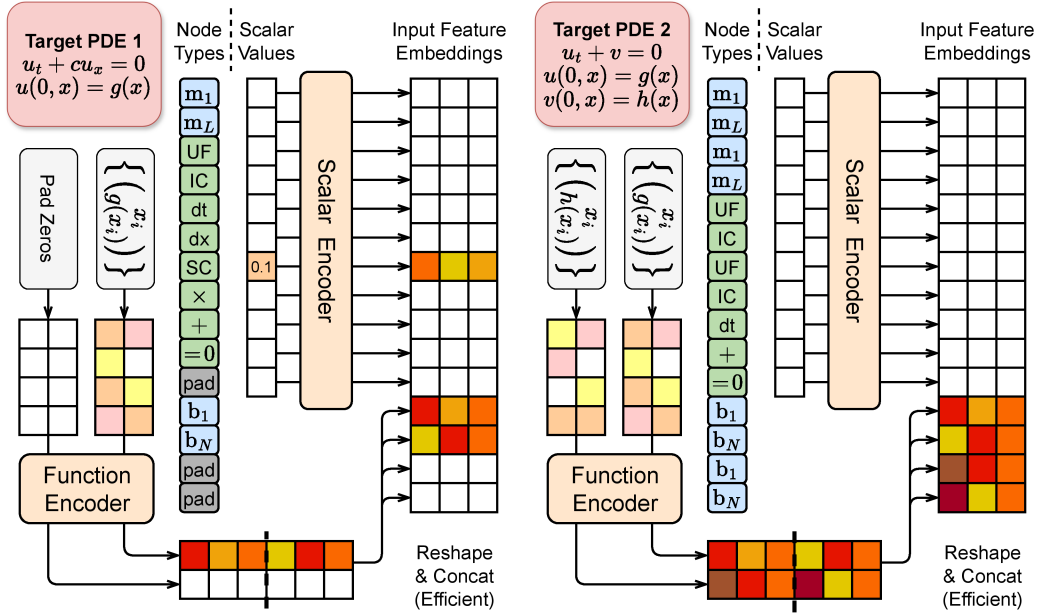 Target PDE 1
u_t + cu_x = 0
u(0, x) = g(x)
Node Types
Scalar Values
Input Feature Embeddings
Pad Zeros
{(x_i g(x_i))}
m_1
m_L
UF
IC
dt
dx
SC
×
+
=0
pad
b_1
b_N
pad
pad
0.1
Scalar Encoder
Function
Encoder
Reshape
& Concat
(Efficient)
Target PDE 2
u_t + v = 0
u(0, x) = g(x)
v(0, x) = h(x)
Node Types
Scalar Values
Input Feature Embeddings
{(x_i h(x_i))}
{(x_i g(x_i))}
m_1
m_L
m_1
m_L
UF
IC
UF
IC
dt
+
=0
b_1
b_N
b_1
b_N
Scalar Encoder
Function
Encoder
Reshape
& Concat
(Efficient)